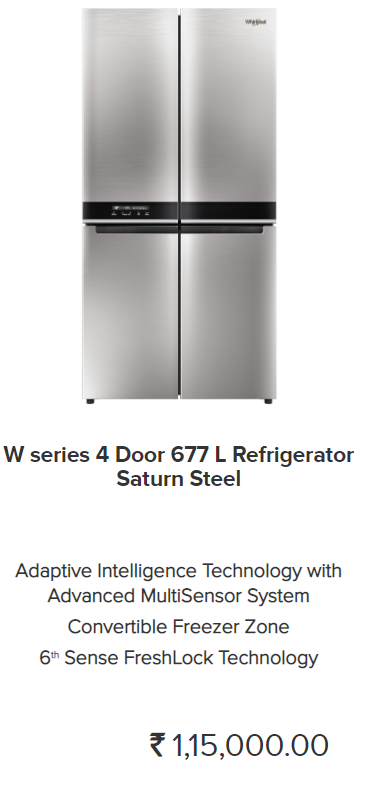 Whirlpool
W series 4 Door 677 L Refrigerator
Saturn Steel
Adaptive Intelligence Technology with
Advanced MultiSensor System
Convertible Freezer Zone
6th Sense FreshLock Technology
₹ 1,15,000.00